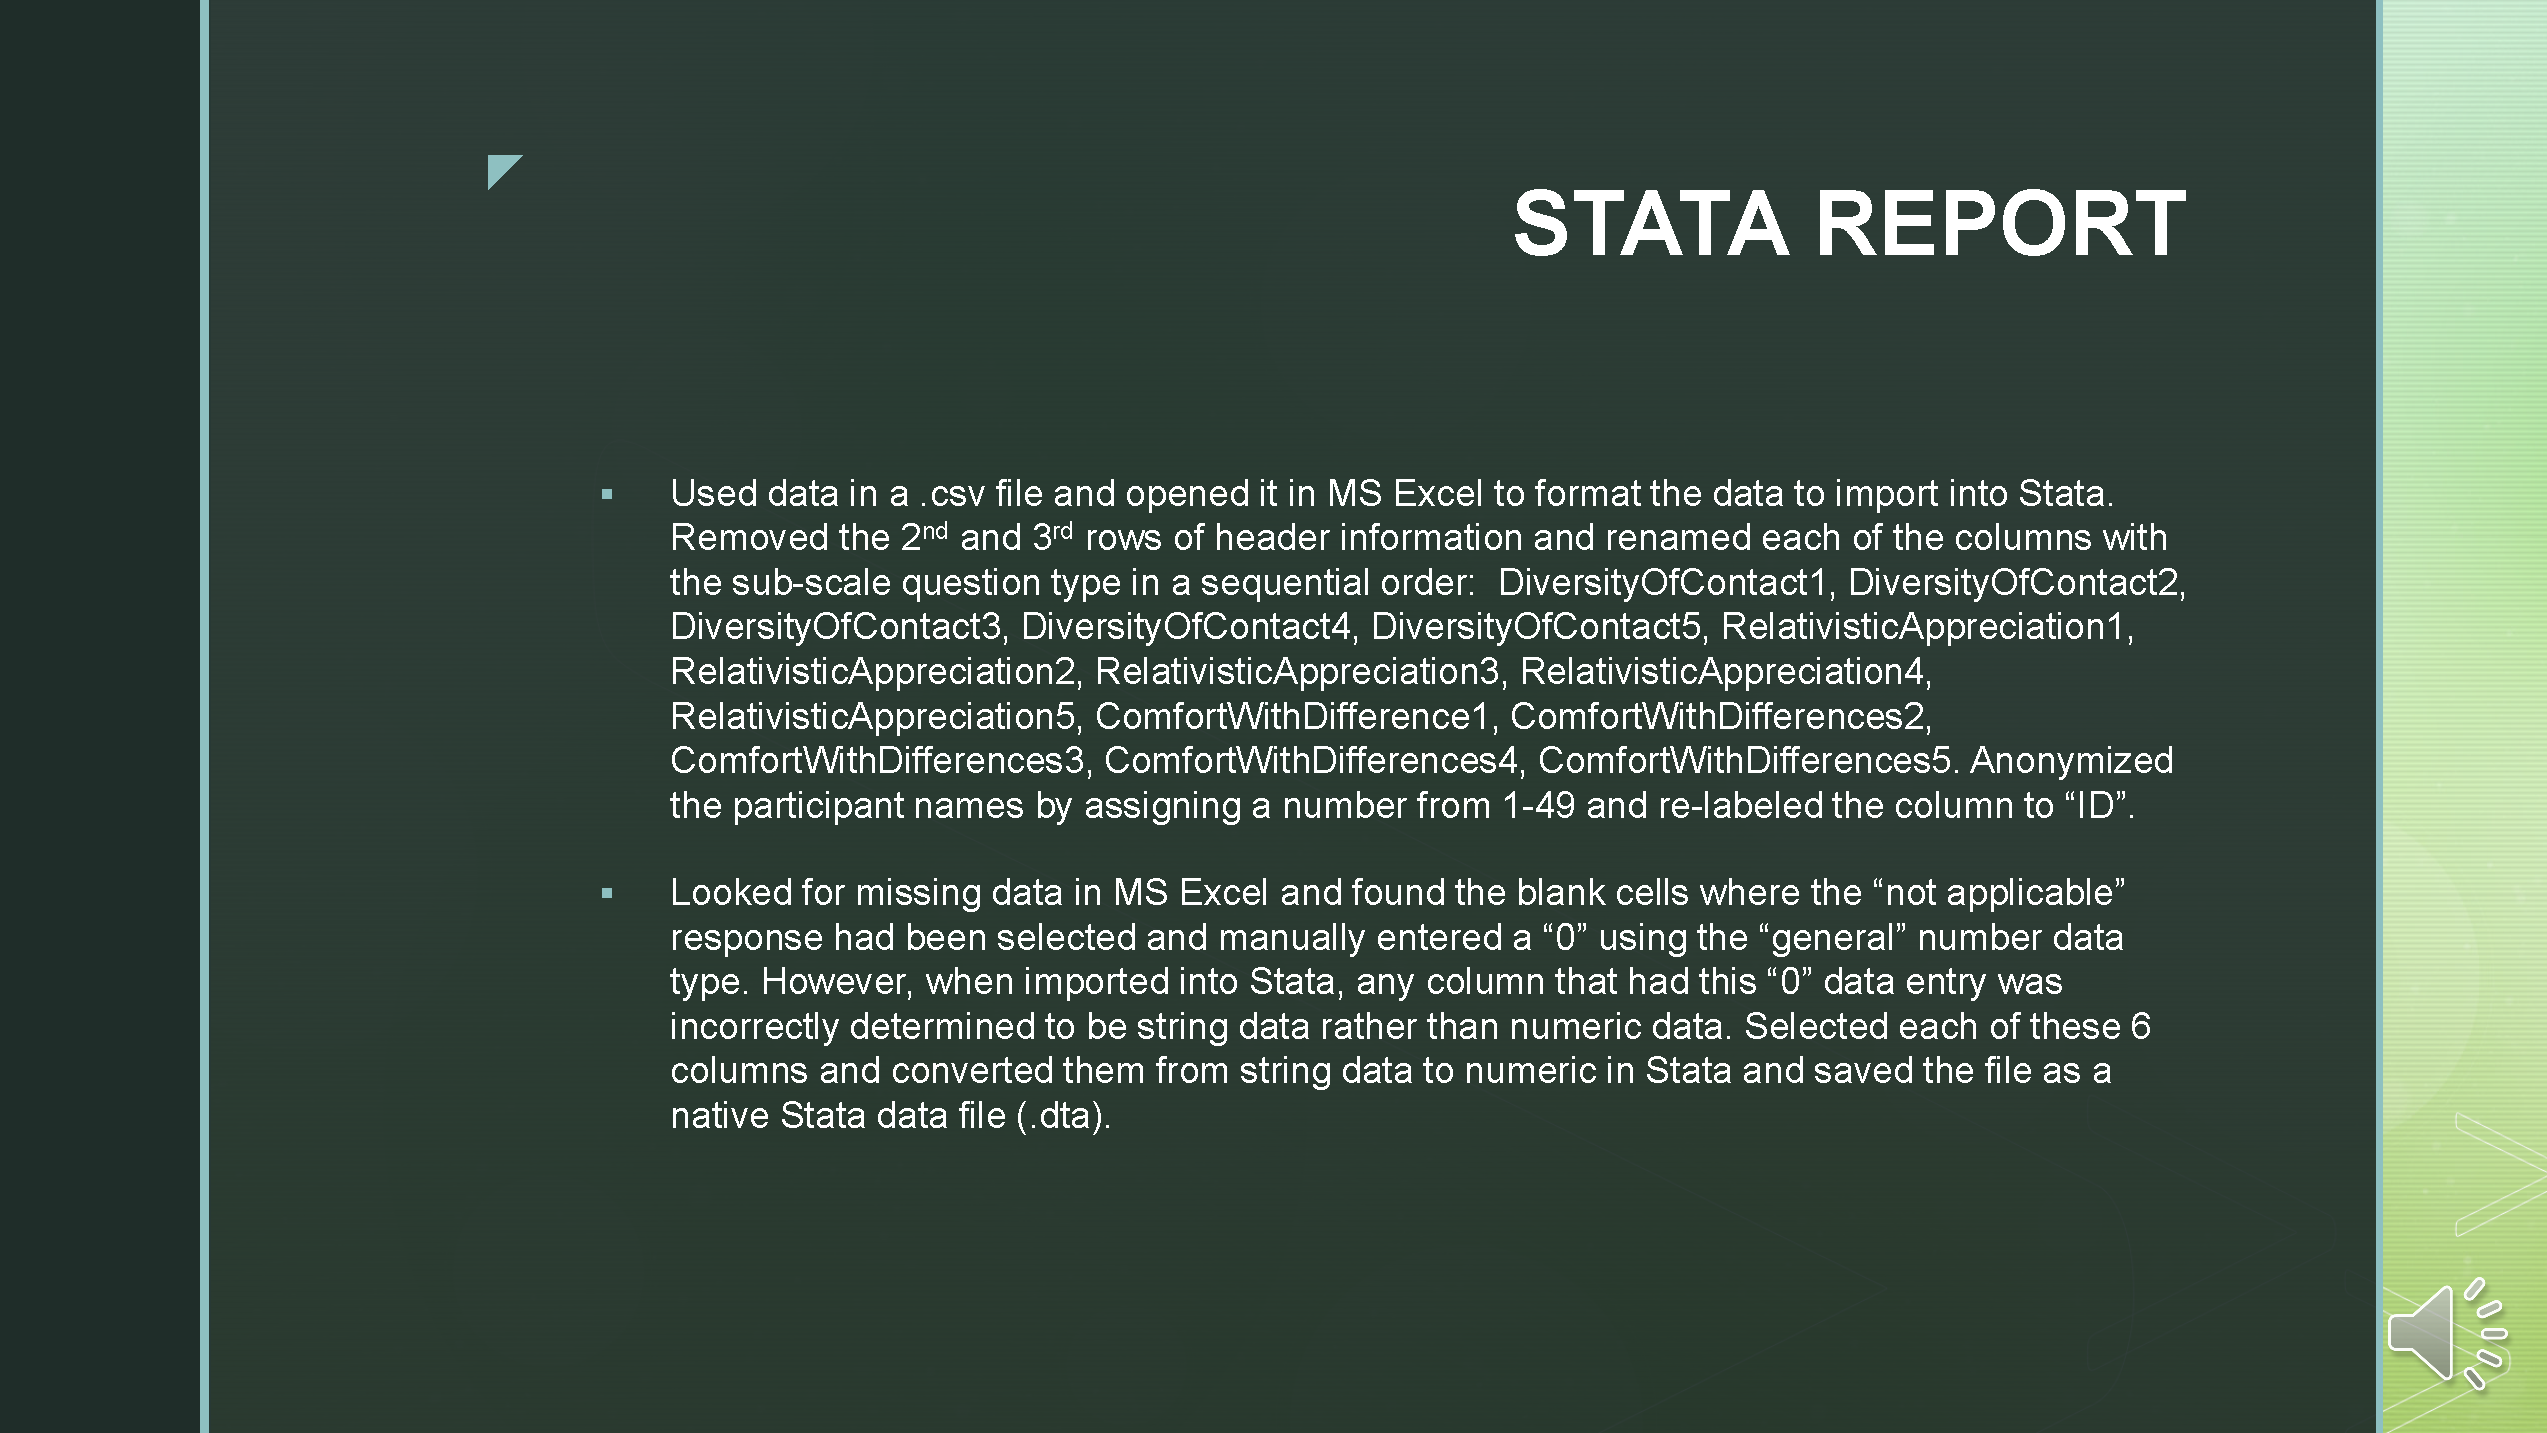 STATA REPORT
▪ Used data in a .csv file and opened it in MS Excel to format the data to import into Stata.
Removed the 2nd and 3rd rows of header information and renamed each of the columns with
the sub-scale question type in a sequential order:  DiversityOfContact1, DiversityOfContact2,
DiversityOfContact3, DiversityOfContact4, DiversityOfContact5, RelativisticAppreciation1,
RelativisticAppreciation2, RelativisticAppreciation3, RelativisticAppreciation4,
RelativisticAppreciation5, ComfortWithDifference1, ComfortWithDifferences2,
ComfortWithDifferences3, ComfortWithDifferences4, ComfortWithDifferences5. Anonymized
the participant names by assigning a number from 1-49 and re-labeled the column to “ID”.
▪ Looked for missing data in MS Excel and found the blank cells where the “not applicable”
response had been selected and manually entered a “0” using the “general” number data
type. However, when imported into Stata, any column that had this “0” data entry was
incorrectly determined to be string data rather than numeric data. Selected each of these 6
columns and converted them from string data to numeric in Stata and saved the file as a
native Stata data file (.dta).